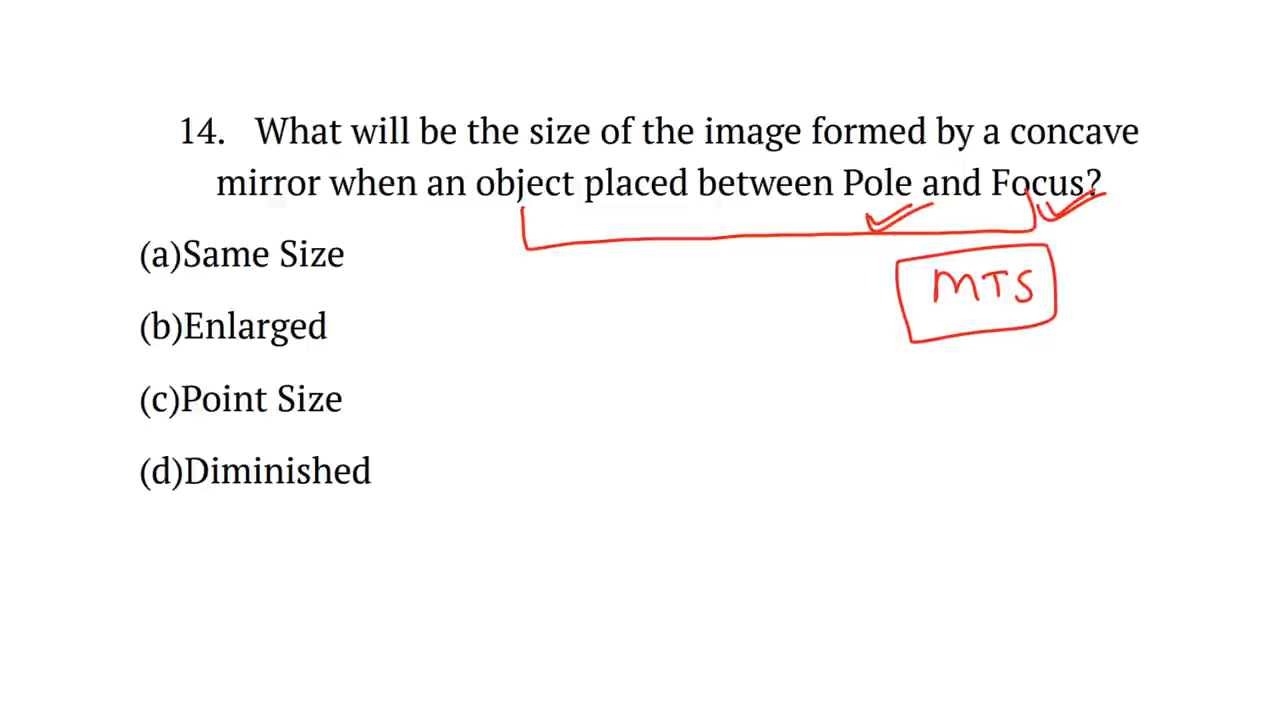 14. What will be the size of the image formed by a concave
mirror when an object placed between Pole and Focus?
MTS
(a)Same Size
(b)Enlarged
(c)Point Size
(d)Diminished